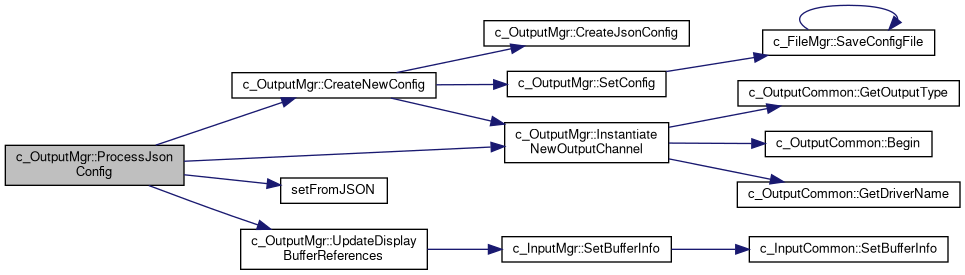 c_OutputMgr::CreateJsonConfig
c_FileMgr::SaveConfigFile
c_OutputMgr::CreateNewConfig
c_OutputMgr::SetConfig
c_OutputCommon::GetOutputType
c_OutputMgr::Instantiate
NewOutputChannel
c_OutputCommon::Begin
c_OutputMgr::ProcessJson
Config
setFromJSON
c_OutputCommon::GetDriverName
c_OutputMgr::UpdateDisplay
BufferReferences
c_InputMgr::SetBufferInfo
c_InputCommon::SetBufferInfo